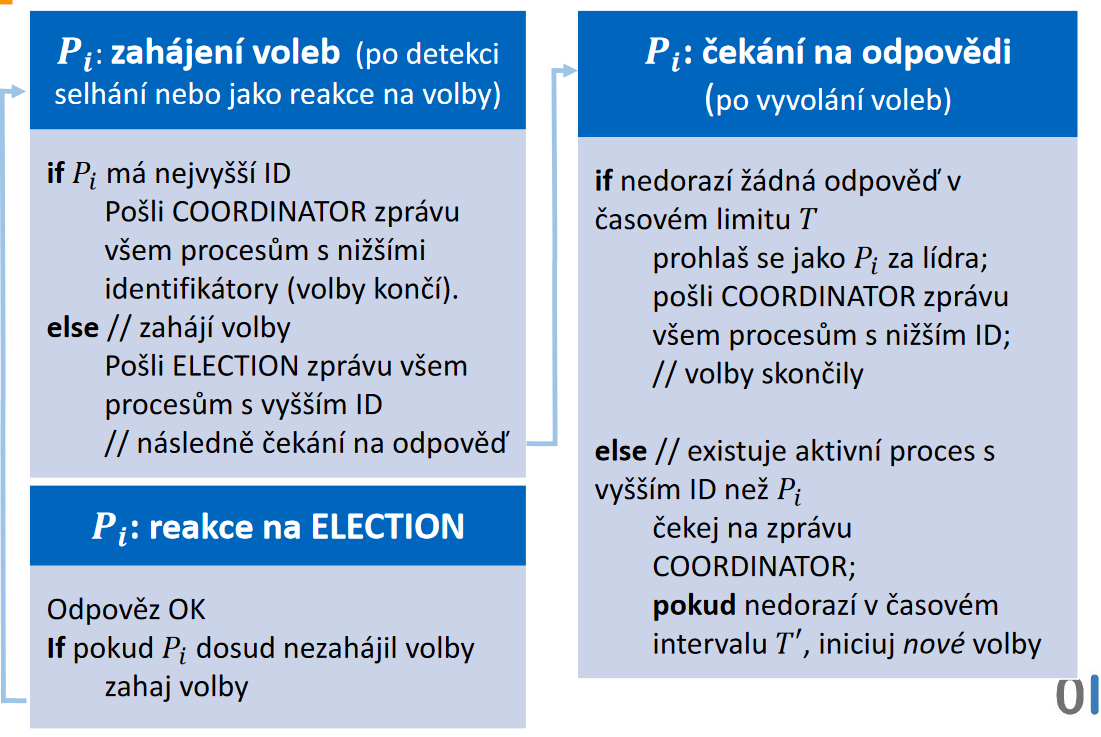 P_i: zahájení voleb (po detekci
selhání nebo jako reakce na volby)
if P_i má nejvyšší ID
Pošli COORDINATOR zprávu
všem procesům s nižšími
identifikátory (volby končí).
else // zahájí volby
Pošli ELECTION zprávu všem
procesům s vyšším ID
// následně čekání na odpověď
P_i: reakce na ELECTION
Odpověz OK
If pokud P_i dosud nezahájil volby
zahaj volby
P_i: čekání na odpovědi
(po vyvolání voleb)
if nedorazí žádná odpověď v
časovém limitu T
prohlaš se jako P_i za lídra;
pošli COORDINATOR zprávu
všem procesům s nižším ID;
// volby skončily
else // existuje aktivní proces s
vyšším ID než P_i
čekej na zprávu
COORDINATOR;
pokud nedorazí v časovém
intervalu T′, iniciuj nové volby